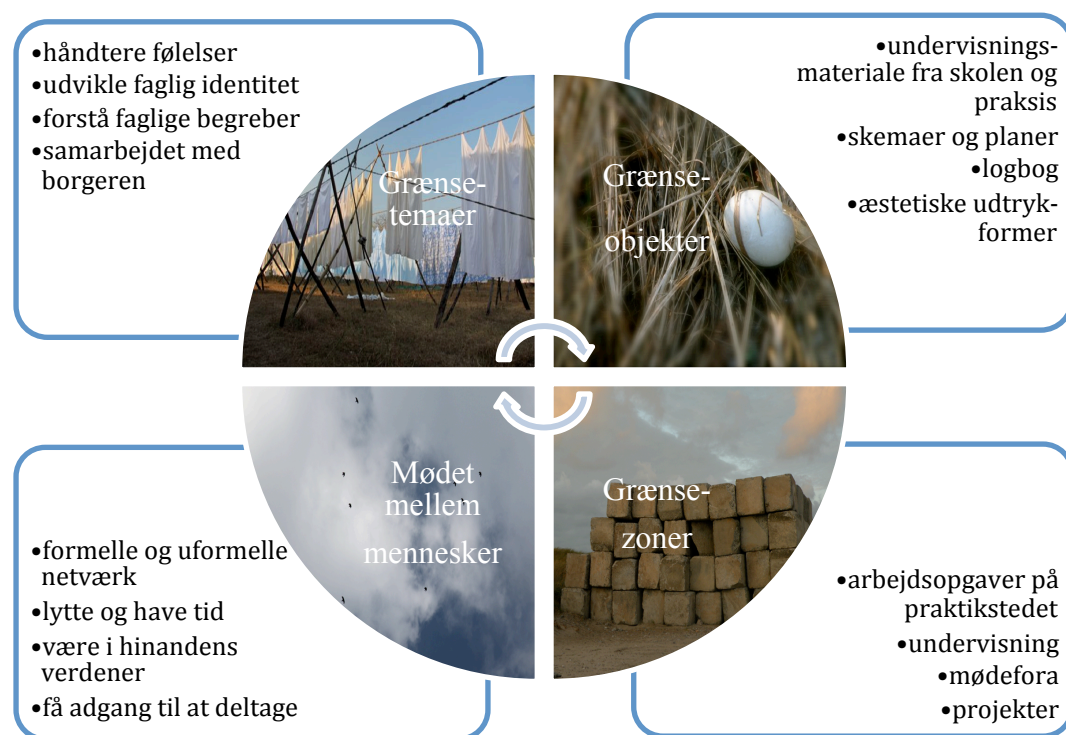 •håndtere følelser
•udvikle faglig identitet
•forstå faglige begreber
•samarbejdet med
borgeren
Grænse-
temaer
•undervisnings-
materiale fra skolen og
praksis
•skemaer og planer
•logbog
•æstetiske udtryk-
former
Grænse-
objekter
Mødet
mellem
mennesker
•formelle og uformelle
netværk
•lytte og have tid
•være i hinandens
verdener
•få adgang til at deltage
Grænse-
zoner
•arbejdsopgaver på
praktikstedet
•undervisning
•mødefora
•projekter